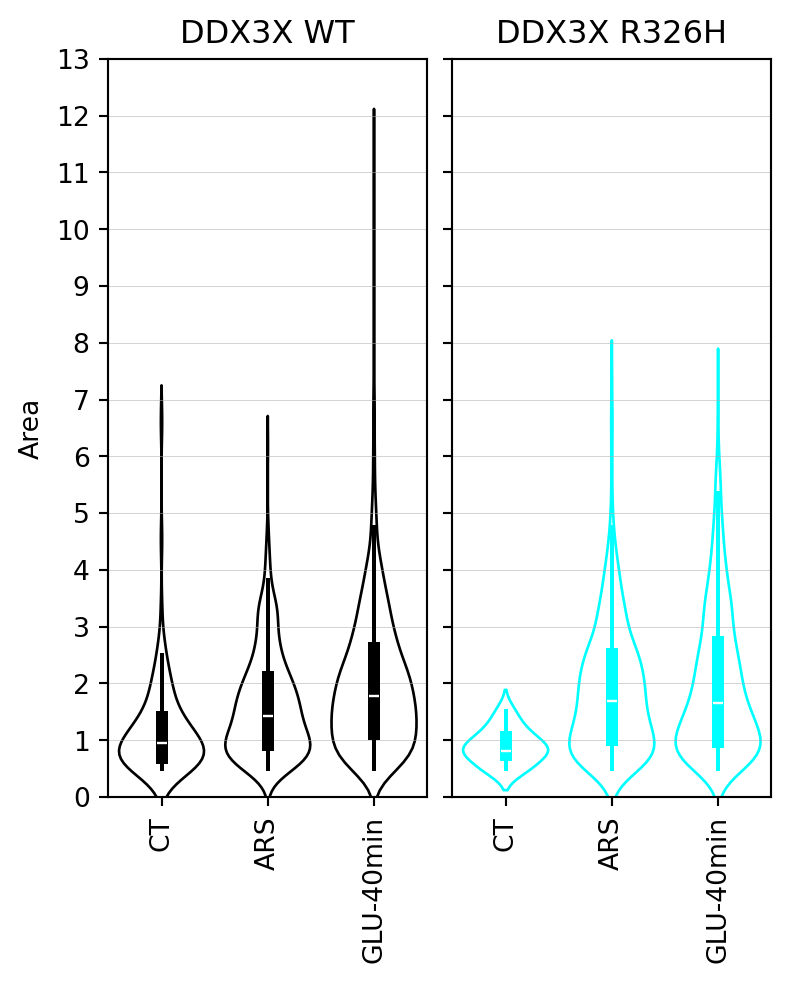 DDX3X WT
DDX3X R326H
13
12
11
10
9
8
7
6
5
4
3
2
1
0
Area
CT
ARS
GLU-40min
CT
ARS
GLU-40min